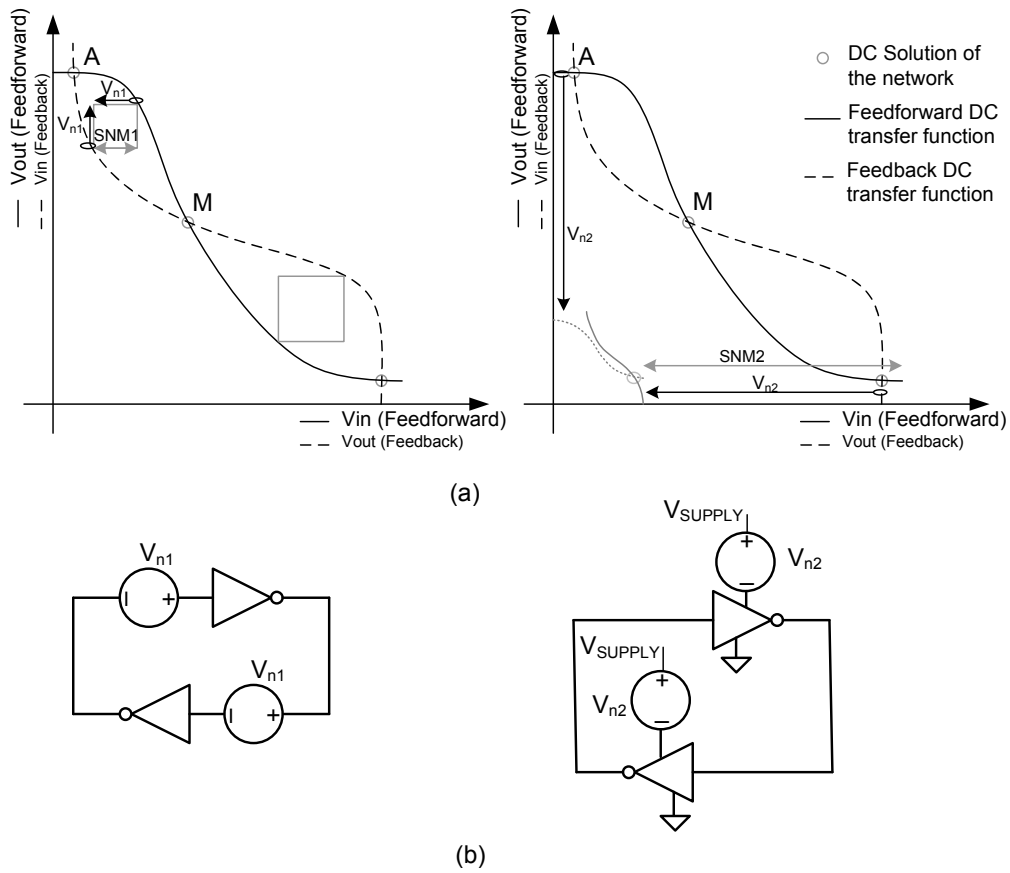 — Vout (Feedforward)
-- Vin (Feedback)
A
Vn1
Vn1
SNM1
M
— Vin (Feedforward)
-- Vout (Feedback)
— Vout (Feedforward)
-- Vin (Feedback)
A
Vn2
M
SNM2
Vn2
— Vin (Feedforward)
-- Vout (Feedback)
DC Solution of
the network
Feedforward DC
transfer function
Feedback DC
transfer function
(a)
Vn1
I +
Vn1
I +
VSUPPLY
+
–
Vn2
VSUPPLY
+
–
Vn2
(b)